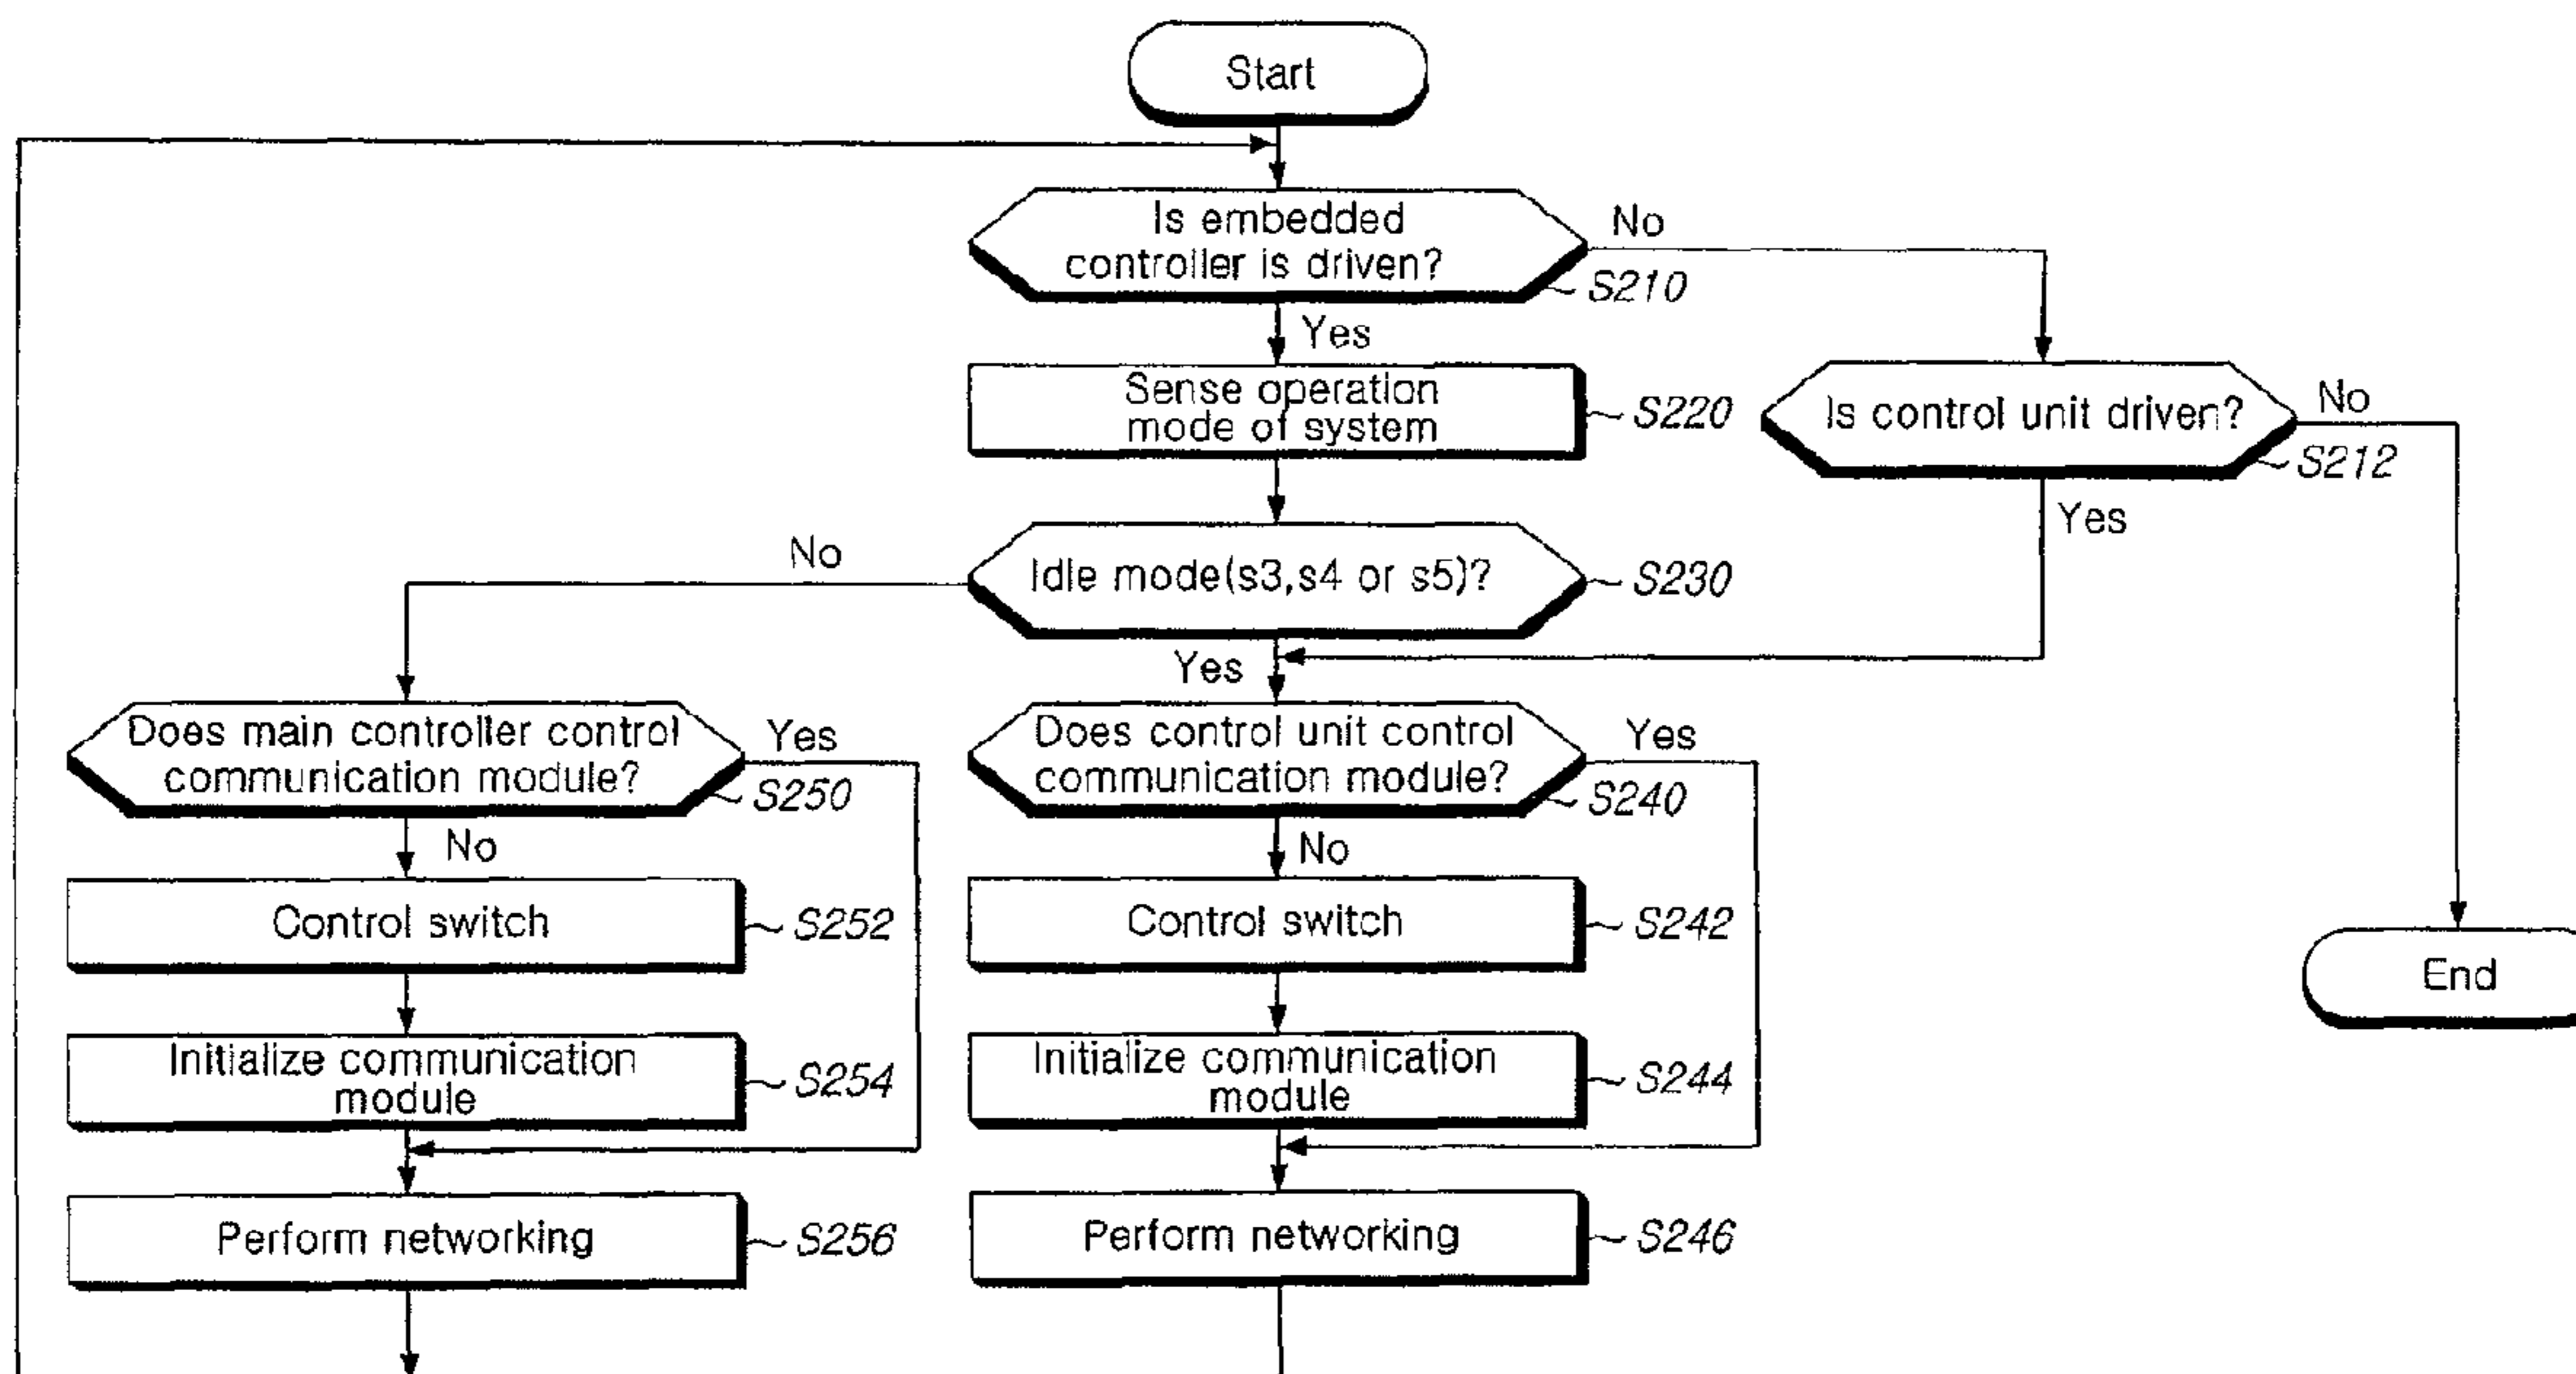 Start
Is embedded
controller is driven?
No
S210
Yes
Sense operation
mode of system
S220
Is control unit driven?
No
S212
Yes
Idle mode(s3,s4 or s5)?
No
S230
Yes
Does main controller control
communication module?
Yes
S250
No
Does control unit control
communication module?
Yes
S240
No
Control switch
S252
Control switch
S242
End
Initialize communication
module
S254
Initialize communication
module
S244
Perform networking
S256
Perform networking
S246